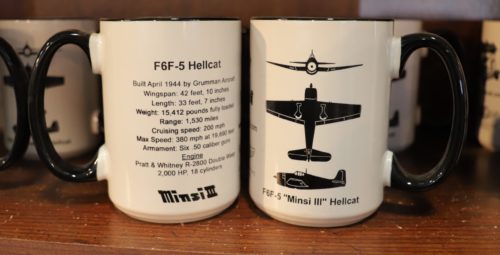 F6F-5 Hellcat
Built April 1944 by Grumman Aircraft
Wingspan: 42 feet, 10 inches
Length: 33 feet, 7 inches
Weight: 15,412 pounds fully loaded
Range: 1,530 miles
Cruising speed: 200 mph
Max Speed: 380 mph at feet
Armament: Six .50 caliber guns
Engine
Pratt & Whitney R-2800 Double Wasp
2,000 HP. 18 cylinders
Minsi III
F6F-5 "Minsi III" Hellcat